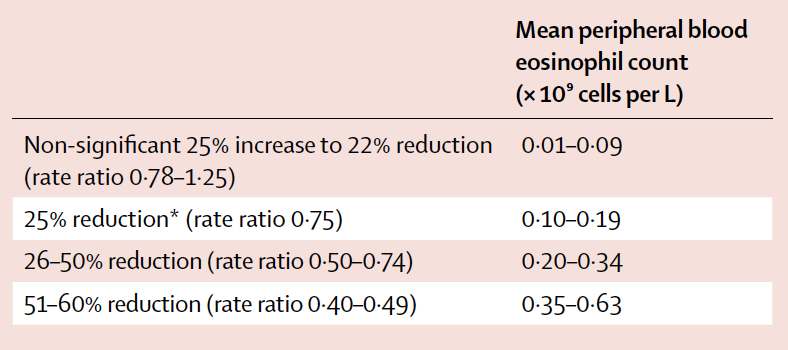 Mean peripheral blood
eosinophil count
(× 10⁹ cells per L)
Non-significant 25% increase to 22% reduction
(rate ratio 0·78–1·25)
0·01–0·09
25% reduction* (rate ratio 0·75)
0·10–0·19
26–50% reduction (rate ratio 0·50–0·74)
0·20–0·34
51–60% reduction (rate ratio 0·40–0·49)
0·35–0·63